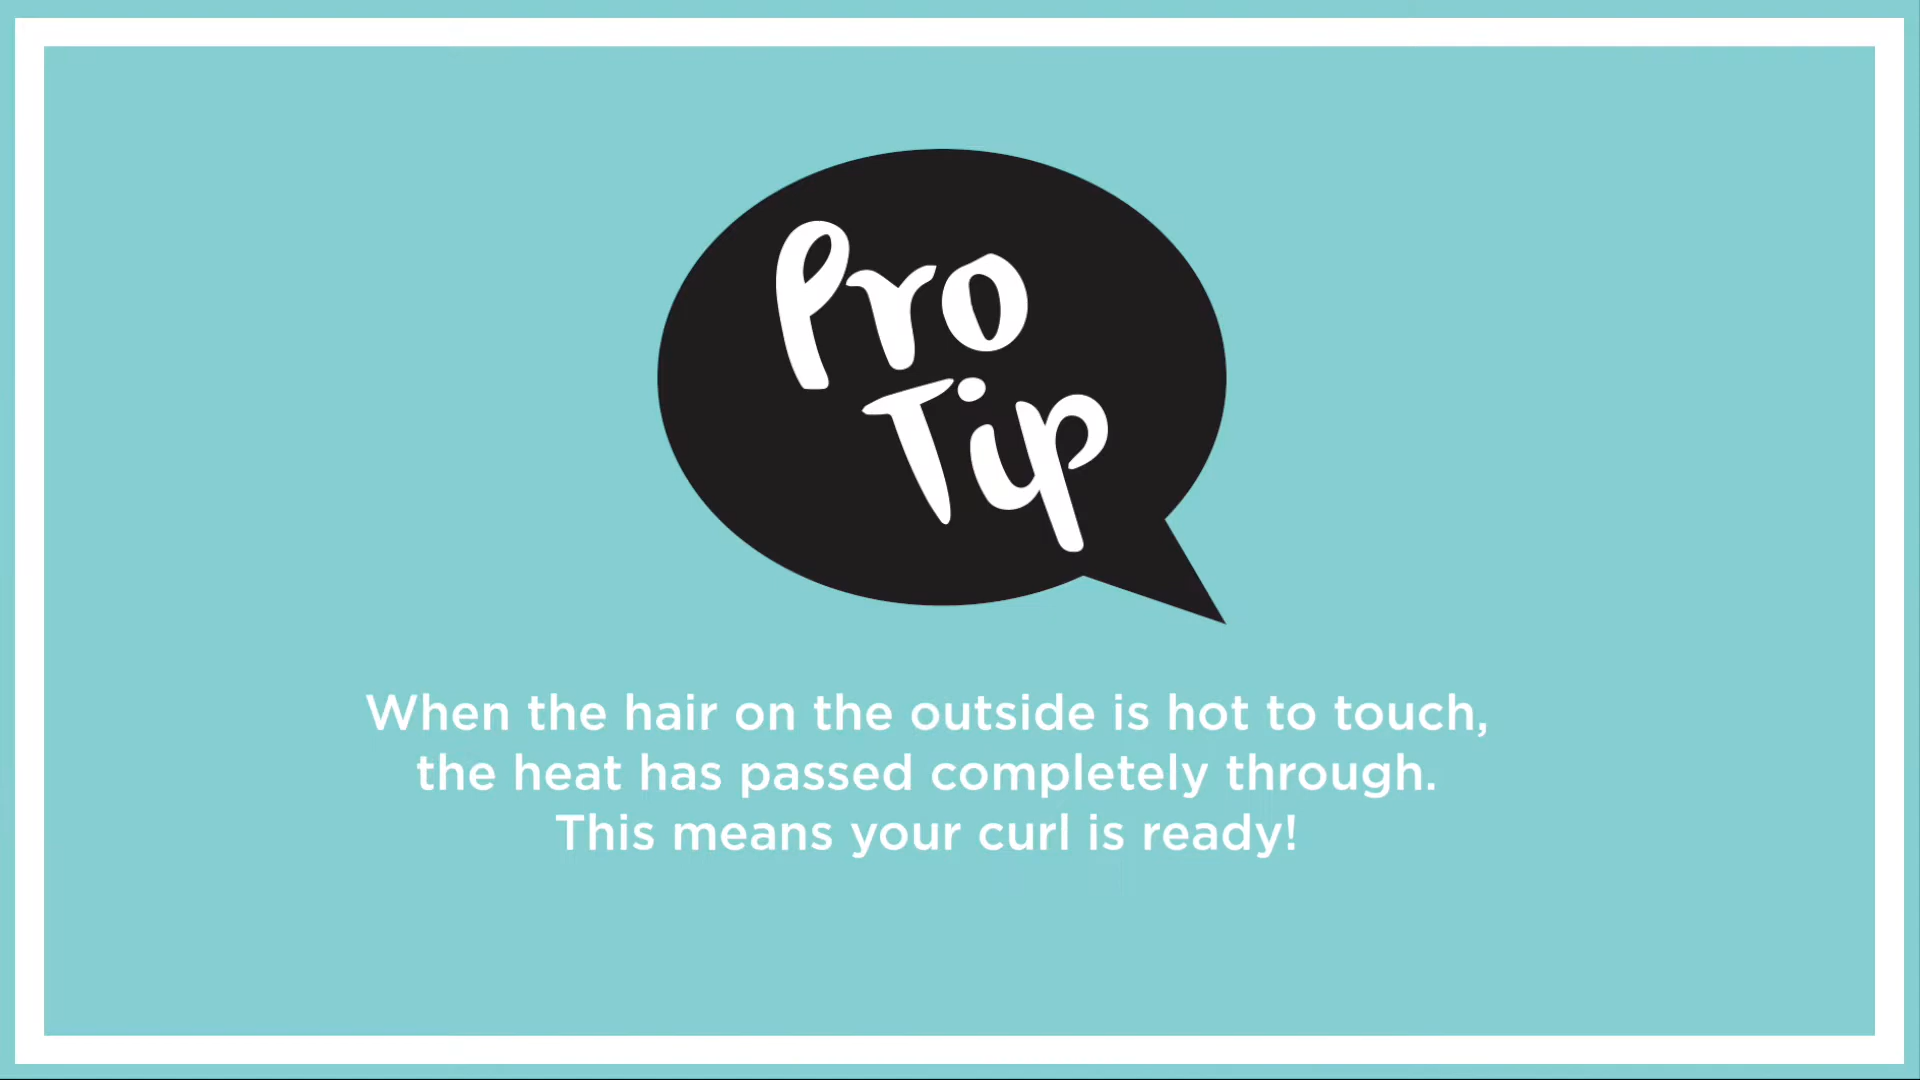 Pro
Tip
When the hair on the outside is hot to touch,
the heat has passed completely through.
This means your curl is ready!